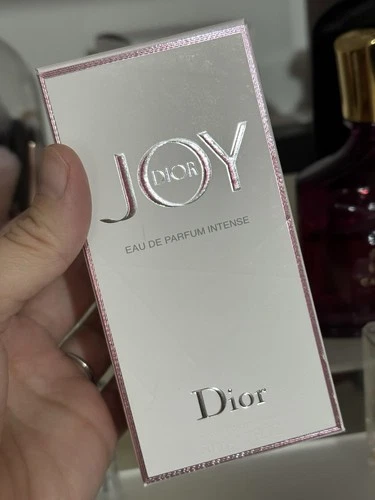 JOY
DIOR
EAU DE PARFUM INTENSE
Dior